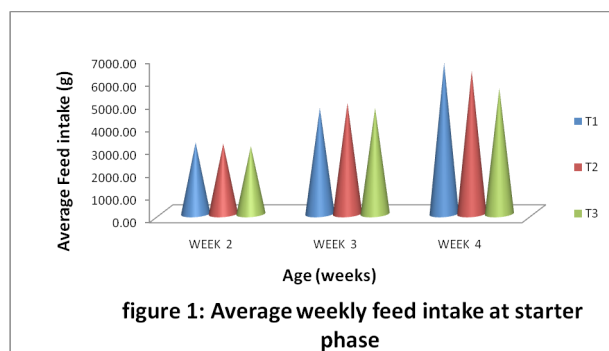 Average Feed intake (g)
7000.00
6000.00
5000.00
4000.00
3000.00
2000.00
1000.00
0.00
WEEK 2
WEEK 3
WEEK 4
Age (weeks)
T1
T2
T3
figure 1: Average weekly feed intake at starter
phase